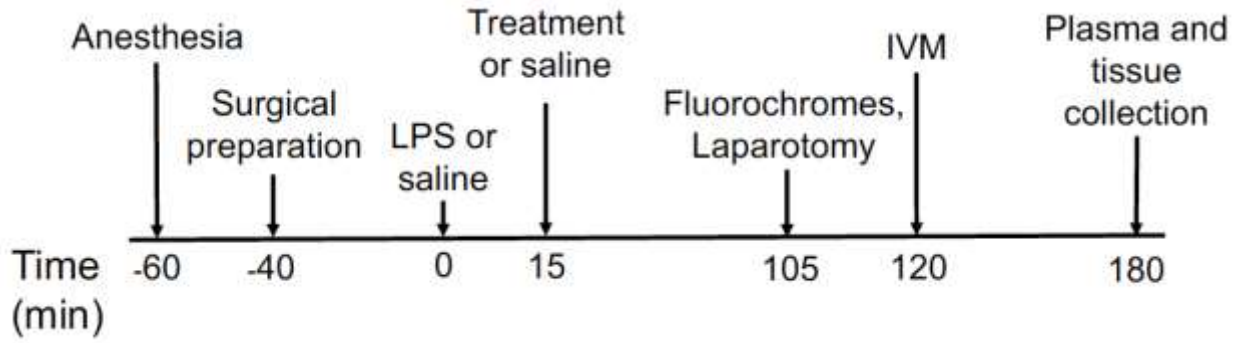 Anesthesia
Surgical
preparation
LPS or
saline
Treatment
or saline
Fluorochromes,
Laparotomy
IVM
Plasma and
tissue
collection
Time
(min)
-60 -40 0 15 105 120 180